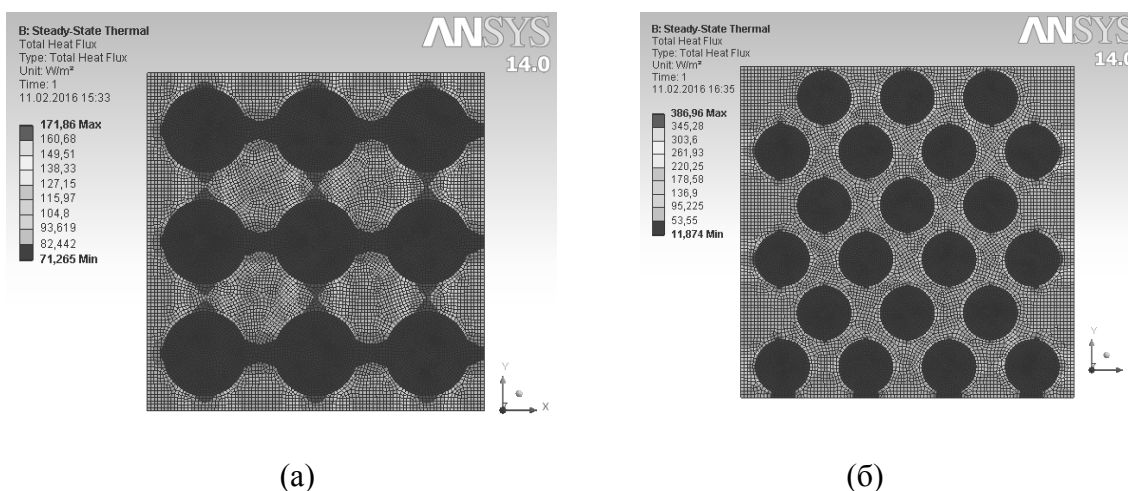 B: Steady-State Thermal
Total Heat Flux
Type: Total Heat Flux
Unit: W/m²
Time: 1
11.02.2016 15:33
171,86 Max
160,68
149,51
138,33
127,15
115,97
104,8
93,619
82,442
71,265 Min
ANSYS
14.0
Y
X
(а)
B: Steady-State Thermal
Total Heat Flux
Type: Total Heat Flux
Unit: W/m²
Time: 1
11.02.2016 16:35
386,96 Max
345,28
303,6
261,93
220,25
178,58
136,9
95,225
53,55
11,874 Min
ANSYS
14.0
Y
(б)